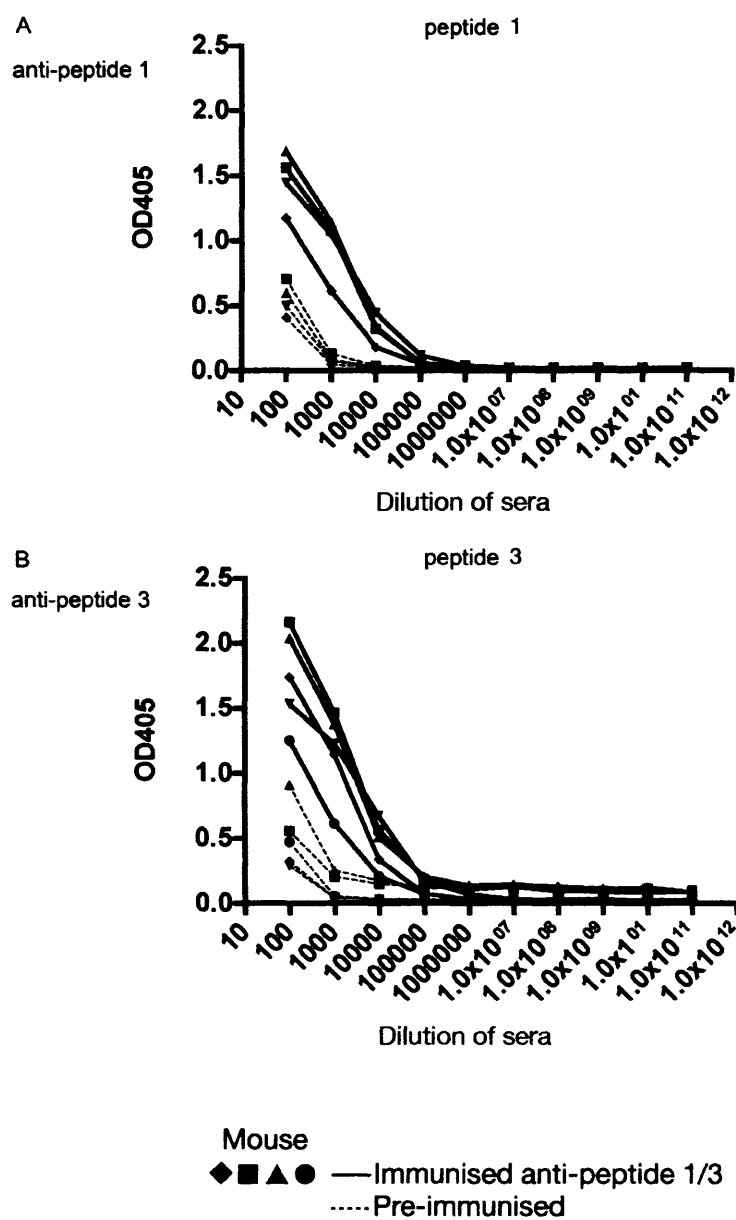 A
peptide 1
anti-peptide 1
OD405
2.5
2.0
1.5
1.0
0.5
0.0
10
100
1000
10000
100000
1000000
1.0x10⁰⁷
1.0x10⁰⁸
1.0x10⁰⁹
1.0x10⁰¹
1.0x10¹¹
1.0x10¹²
Dilution of sera
B
peptide 3
anti-peptide 3
OD405
2.5
2.0
1.5
1.0
0.5
0.0
10
100
1000
10000
100000
1000000
1.0x10⁰⁷
1.0x10⁰⁸
1.0x10⁰⁹
1.0x10⁰¹
1.0x10¹¹
1.0x10¹²
Dilution of sera
Mouse
Immunised anti-peptide 1/3
Pre-immunised